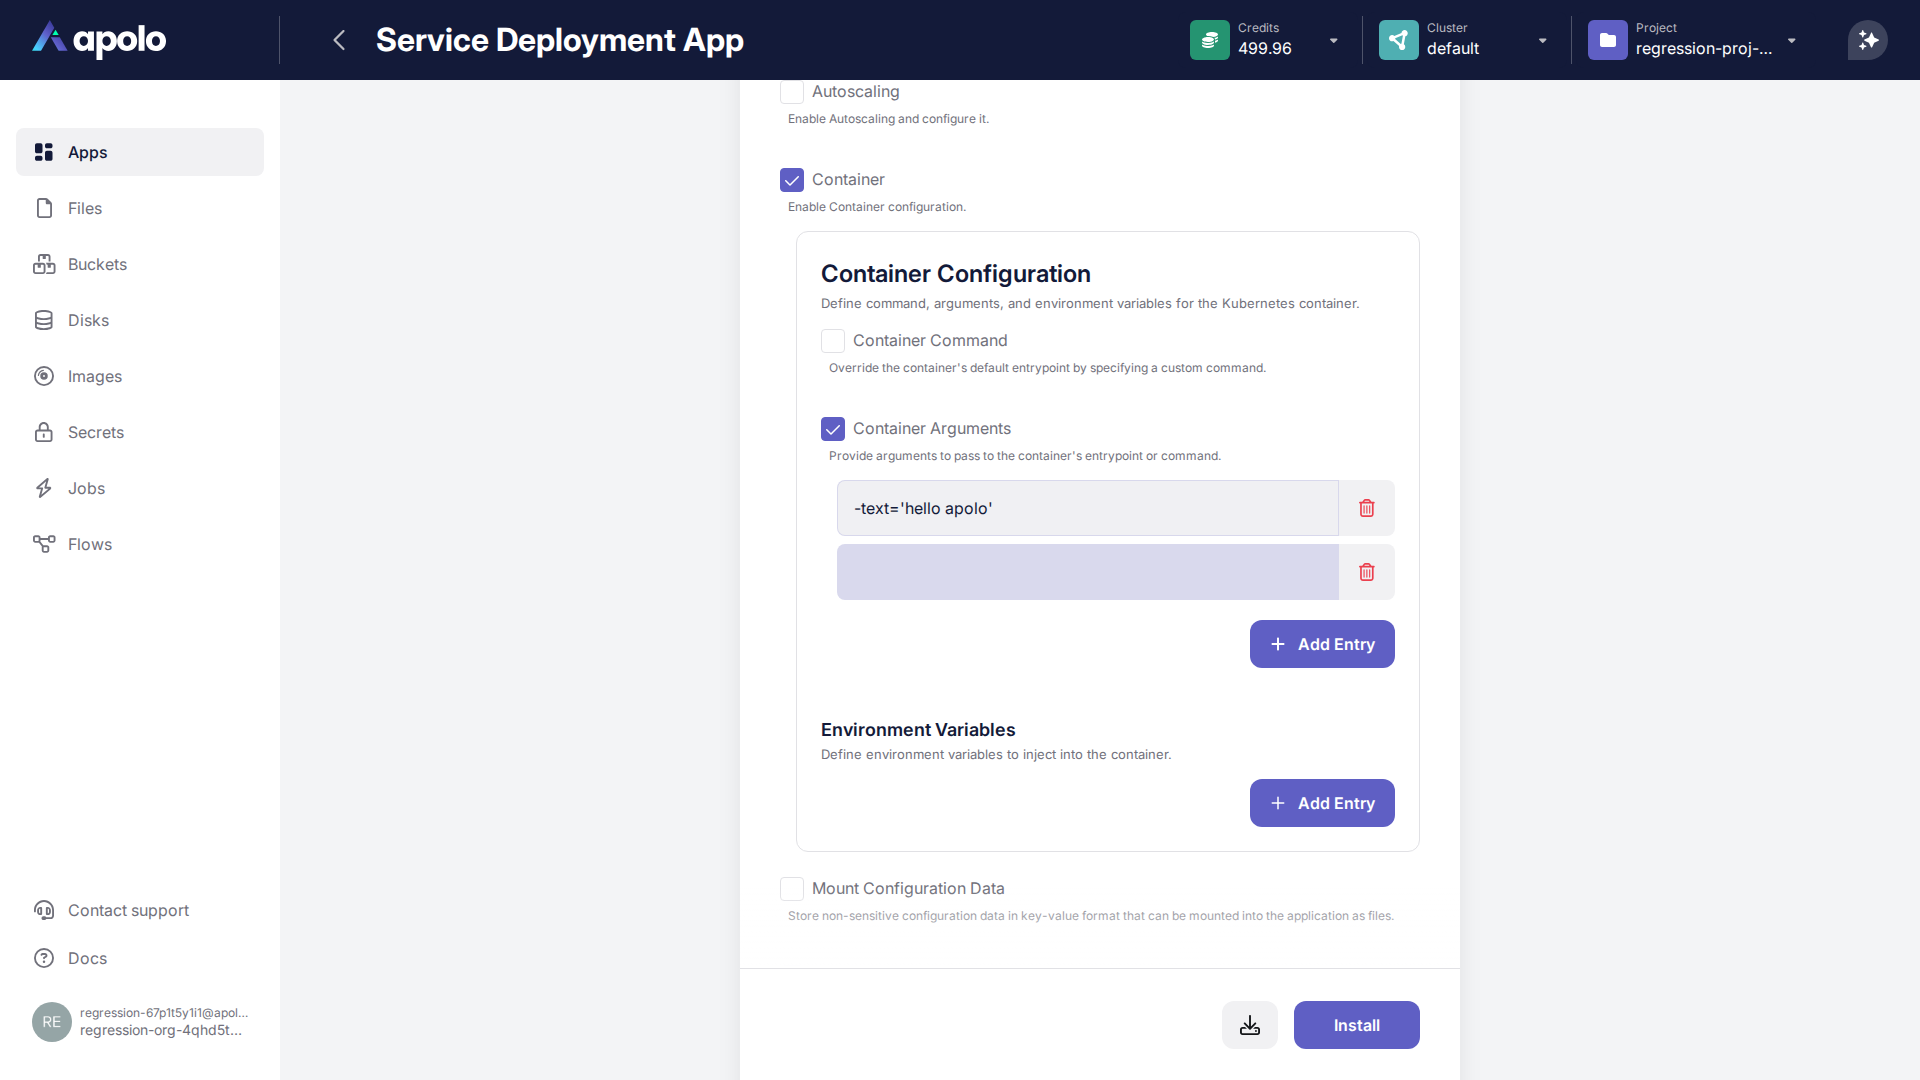 apolo
Service Deployment App
Credits
499.96
Cluster
default
Project
regression-proj-...
Apps
Files
Buckets
Disks
Images
Secrets
Jobs
Flows
Contact support
Docs
RE
regression-67p1t5y1i1@apol...
regression-org-4qhd5t...
Autoscaling
Enable Autoscaling and configure it.
Container
Enable Container configuration.
Container Configuration
Define command, arguments, and environment variables for the Kubernetes container.
Container Command
Override the container's default entrypoint by specifying a custom command.
Container Arguments
Provide arguments to pass to the container's entrypoint or command.
-text='hello apolo'
Add Entry
Environment Variables
Define environment variables to inject into the container.
Add Entry
Mount Configuration Data
Store non-sensitive configuration data in key-value format that can be mounted into the application as files.
Install